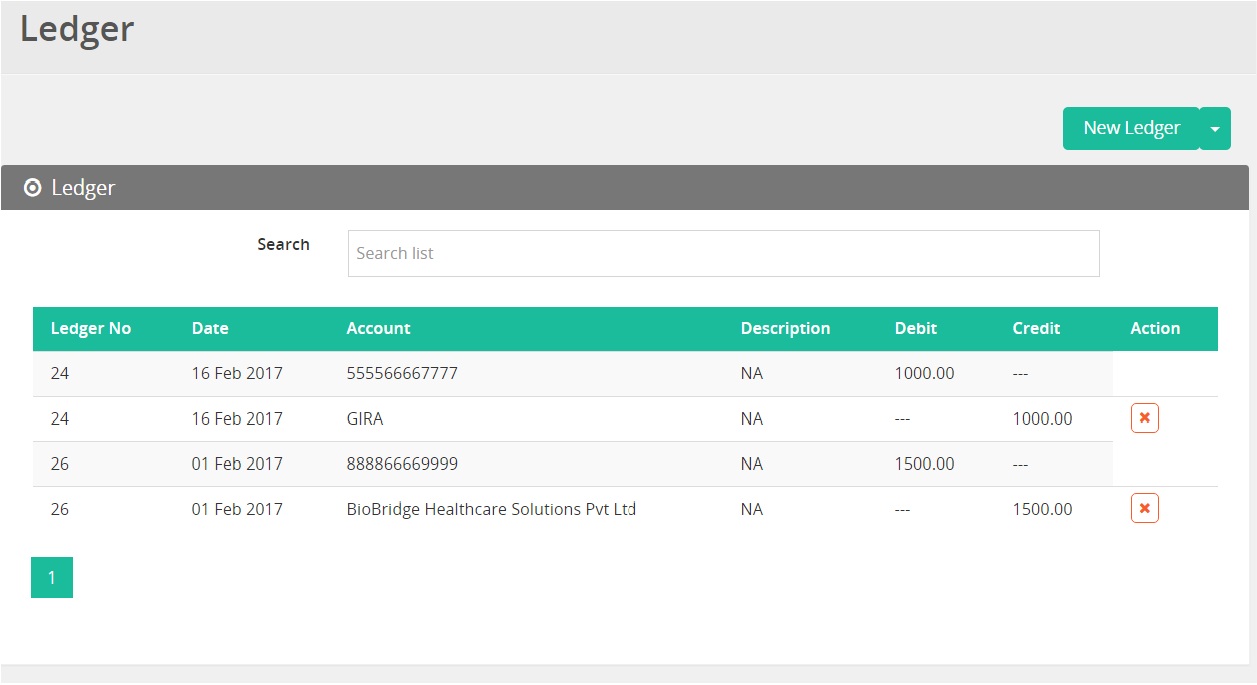 Ledger
New Ledger
Ledger
Search Search list
Ledger No Date Account Description Debit Credit Action
24 16 Feb 2017 555566667777 NA 1000.00 ---
24 16 Feb 2017 GIRA NA --- 1000.00
26 01 Feb 2017 888866669999 NA 1500.00 ---
26 01 Feb 2017 BioBridge Healthcare Solutions Pvt Ltd NA --- 1500.00
1